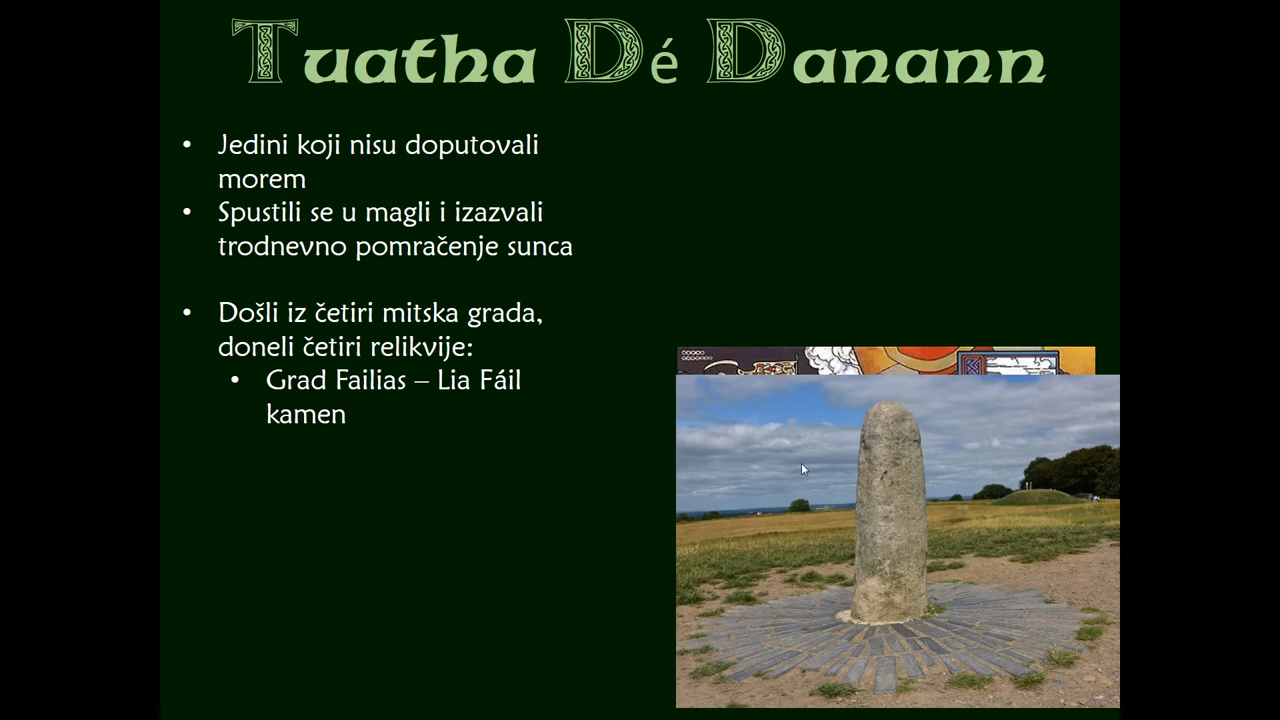 Tuatha Dé Danann
• Jedini koji nisu doputovali
morem
• Spustili se u magli i izazvali
trodnevno pomračenje sunca
• Došli iz četiri mitska grada,
doneli četiri relikvije:
• Grad Failias – Lia Fáil
kamen